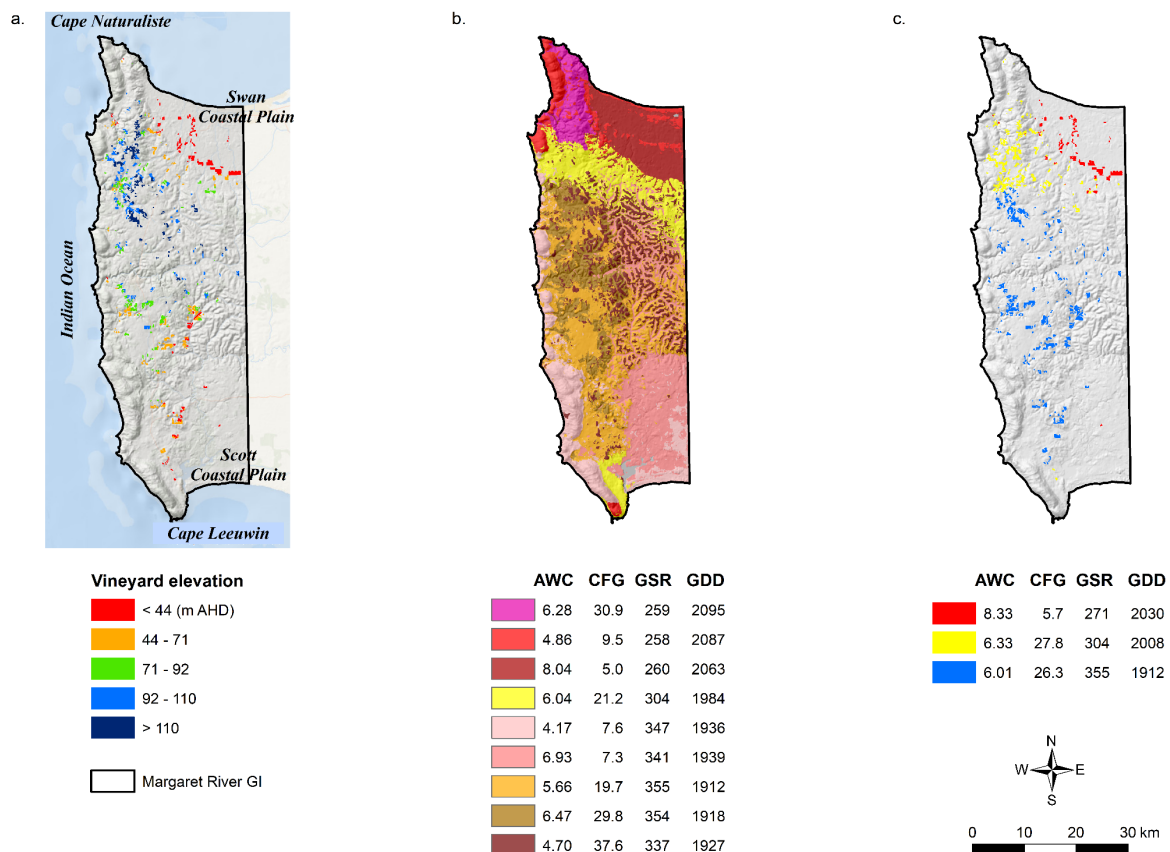 a.
Cape Naturaliste
Swan
Coastal Plain
Indian Ocean
Scott
Coastal Plain
Cape Leeuwin
Vineyard elevation
< 44 (m AHD)
44 - 71
71 - 92
92 - 110
> 110
Margaret River GI
b.
AWC CFG GSR GDD
6.28 30.9 259 2095
4.86 9.5 258 2087
8.04 5.0 260 2063
6.04 21.2 304 1984
4.17 7.6 347 1936
6.93 7.3 341 1939
5.66 19.7 355 1912
6.47 29.8 354 1918
4.70 37.6 337 1927
c.
AWC CFG GSR GDD
8.33 5.7 271 2030
6.33 27.8 304 2008
6.01 26.3 355 1912
N
W E
S
0 10 20 30 km